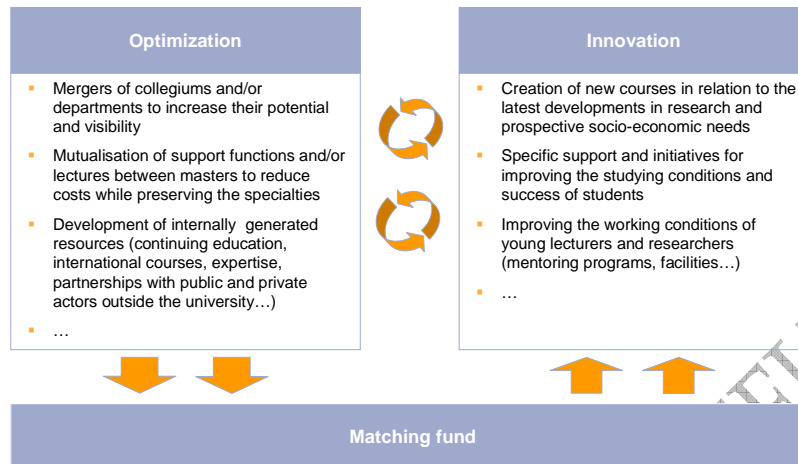 Optimization
▪ Mergers of collegiums and/or
departments to increase their potential
and visibility
▪ Mutualisation of support functions and/or
lectures between masters to reduce
costs while preserving the specialties
▪ Development of internally generated
resources (continuing education,
international courses, expertise,
partnerships with public and private
actors outside the university…)
▪ …
Innovation
▪ Creation of new courses in relation to the
latest developments in research and
prospective socio-economic needs
▪ Specific support and initiatives for
improving the studying conditions and
success of students
▪ Improving the working conditions of
young lecturers and researchers
(mentoring programs, facilities…)
▪ …
Matching fund